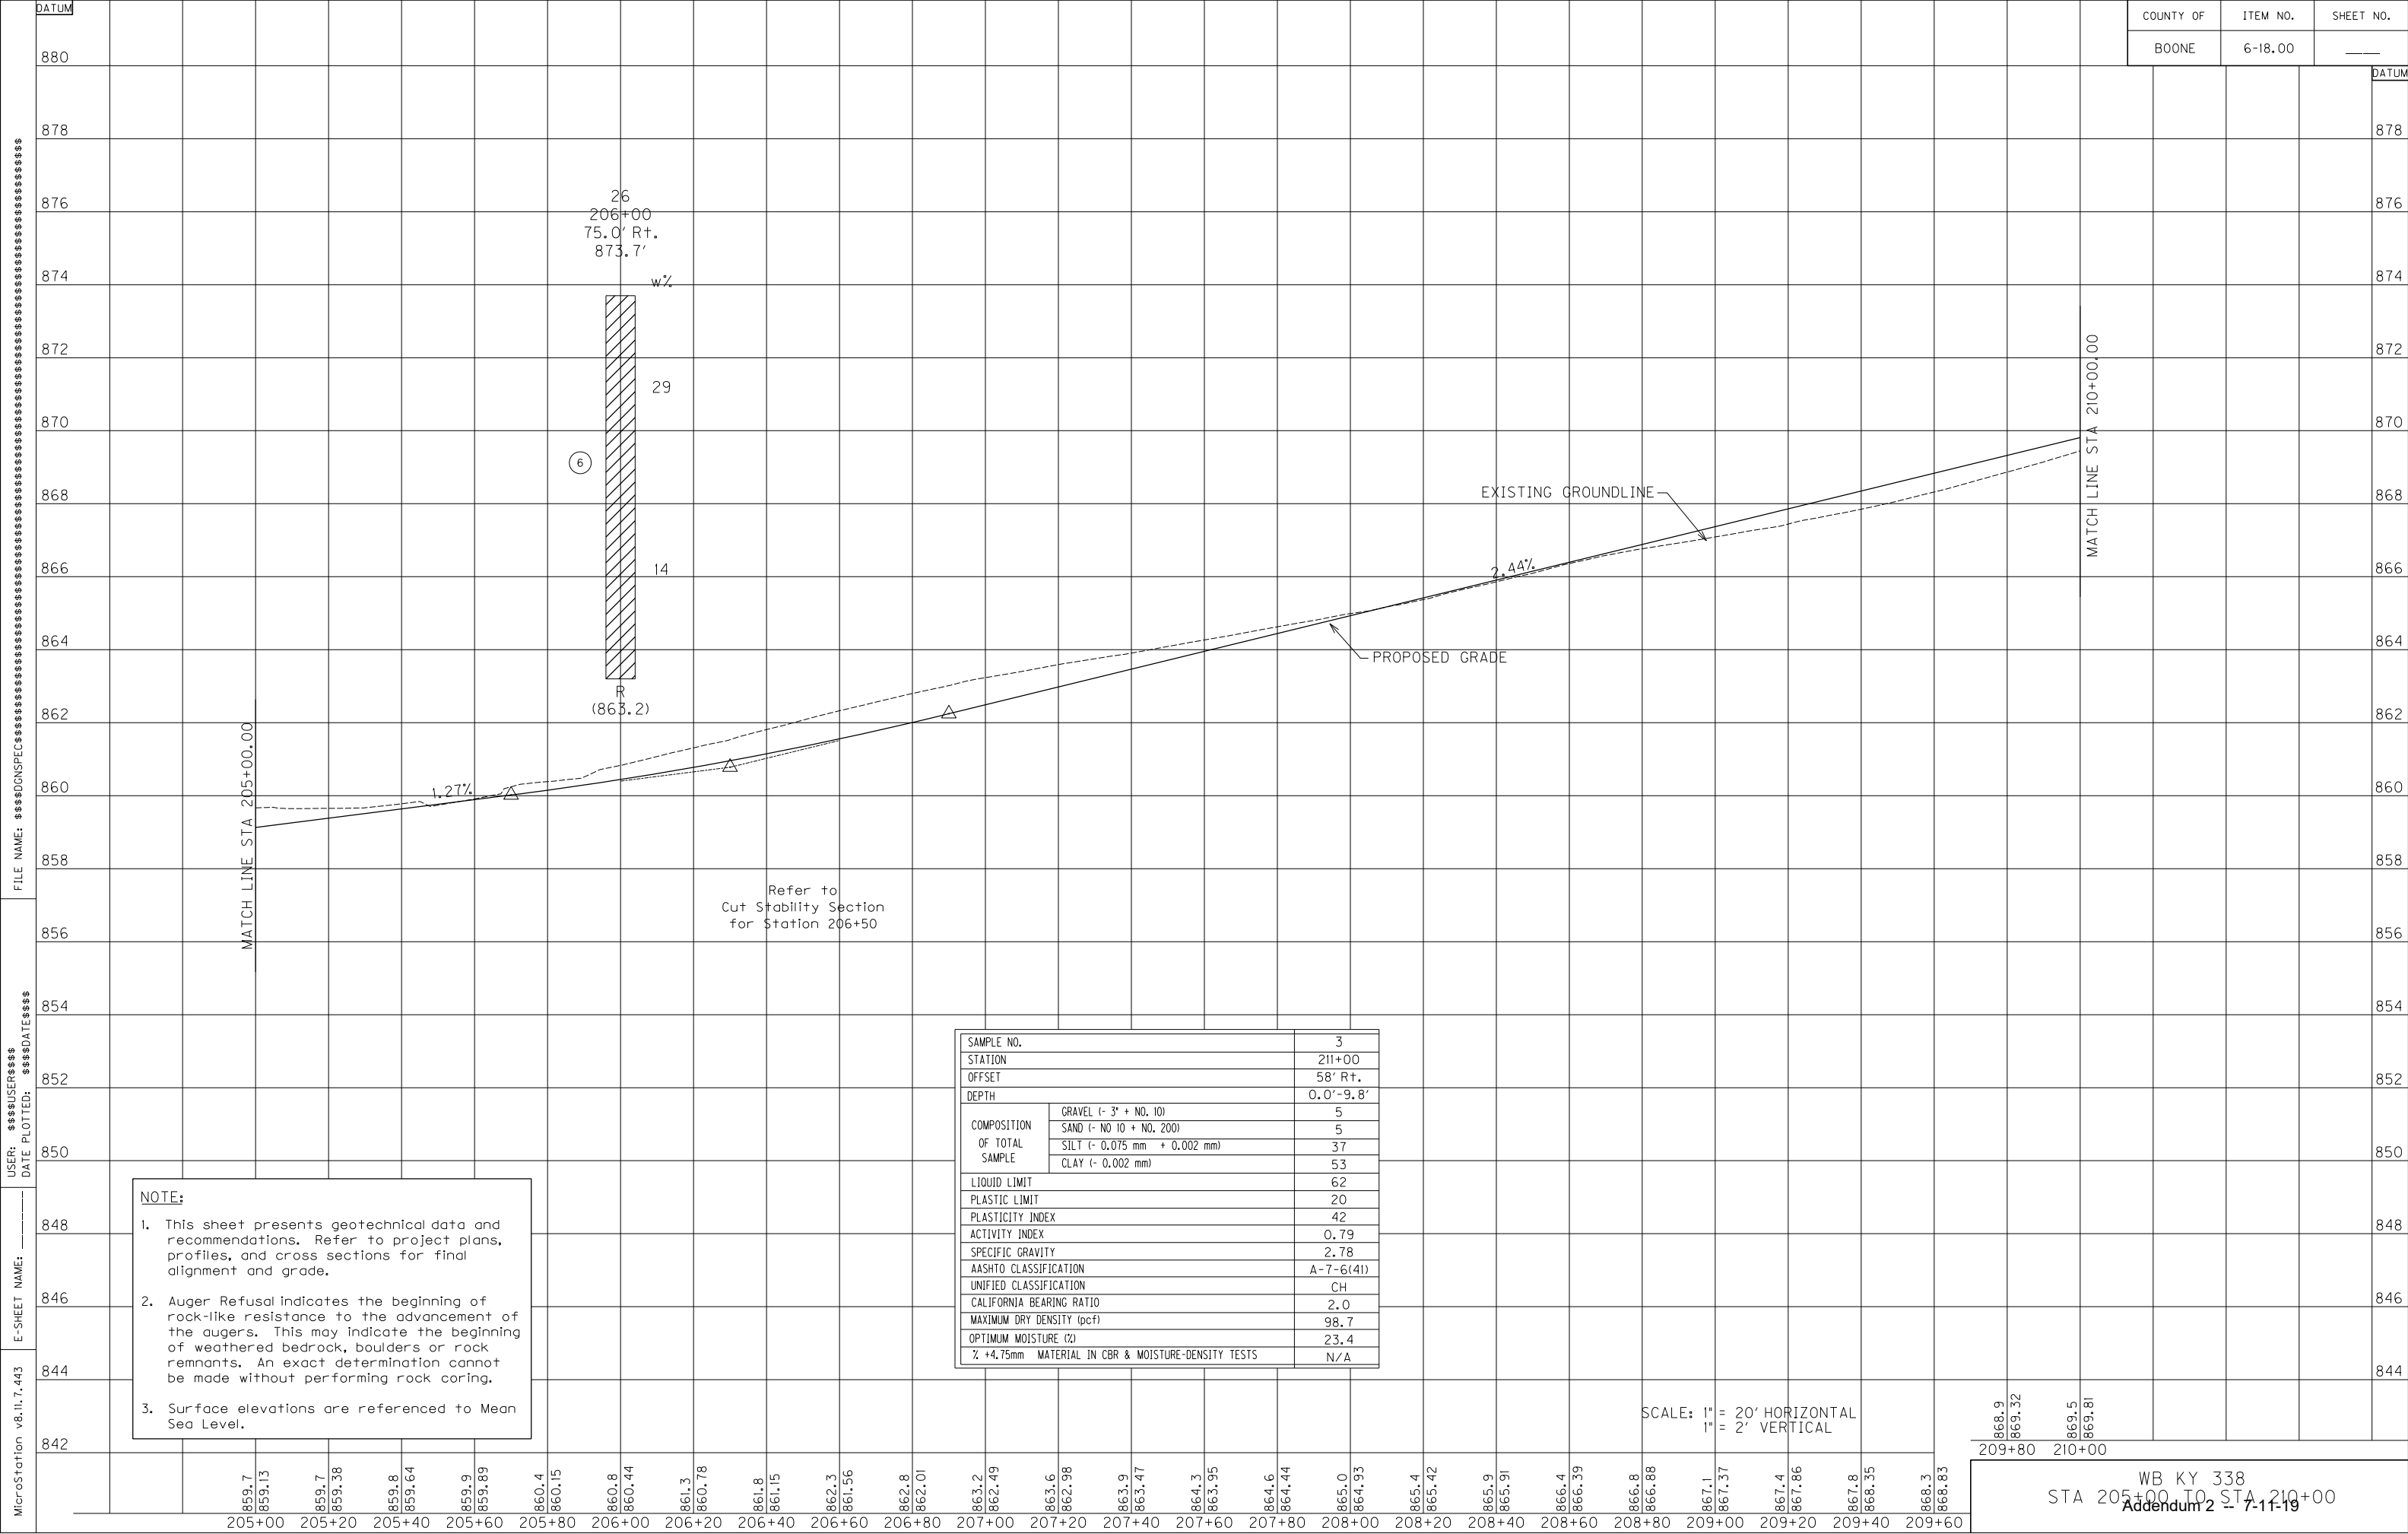 DATUM
COUNTY OF ITEM NO. SHEET NO.
BOONE 6-18.00 ____
DATUM
880
878 878
876 876
874 874
872 872
870 870
868 868
866 866
864 864
862 862
860 860
858 858
856 856
854 854
852 852
850 850
848 848
846 846
844 844
842
26
206+00
75.0' Rt.
873.7'
w%
29
6
14
R
(863.2)
MATCH LINE STA 205+00.00
1.27%
EXISTING GROUNDLINE
2.44%
PROPOSED GRADE
MATCH LINE STA 210+00.00
Refer to
Cut Stability Section
for Station 206+50
SAMPLE NO. 3
STATION 211+00
OFFSET 58' Rt.
DEPTH 0.0'-9.8'
COMPOSITION
OF TOTAL
SAMPLE
GRAVEL (- 3" + NO. 10) 5
SAND (- NO 10 + NO. 200) 5
SILT (- 0.075 mm + 0.002 mm) 37
CLAY (- 0.002 mm) 53
LIQUID LIMIT 62
PLASTIC LIMIT 20
PLASTICITY INDEX 42
ACTIVITY INDEX 0.79
SPECIFIC GRAVITY 2.78
AASHTO CLASSIFICATION A-7-6(41)
UNIFIED CLASSIFICATION CH
CALIFORNIA BEARING RATIO 2.0
MAXIMUM DRY DENSITY (pcf) 98.7
OPTIMUM MOISTURE (%) 23.4
% +4.75mm MATERIAL IN CBR & MOISTURE-DENSITY TESTS N/A
NOTE:
1. This sheet presents geotechnical data and
recommendations. Refer to project plans,
profiles, and cross sections for final
alignment and grade.
2. Auger Refusal indicates the beginning of
rock-like resistance to the advancement of
the augers. This may indicate the beginning
of weathered bedrock, boulders or rock
remnants. An exact determination cannot
be made without performing rock coring.
3. Surface elevations are referenced to Mean
Sea Level.
SCALE: 1" = 20' HORIZONTAL
1" = 2' VERTICAL
868.9 869.32 869.5 869.81
209+80 210+00
859.7 859.13 859.7 859.38 859.8 859.64 859.9 859.89 860.4 860.15 860.8 860.44 861.3 860.78 861.8 861.15 862.3 861.56 862.8 862.01 863.2 862.49 863.6 862.98 863.9 863.47 864.3 863.95 864.6 864.44 865.0 864.93 865.4 865.42 865.9 865.91 866.4 866.39 866.8 866.88 867.1 867.37 867.4 867.86 867.8 868.35 868.3 868.83
205+00 205+20 205+40 205+60 205+80 206+00 206+20 206+40 206+60 206+80 207+00 207+20 207+40 207+60 207+80 208+00 208+20 208+40 208+60 208+80 209+00 209+20 209+40 209+60
WB KY 338
STA 205+00 TO STA 210+00
Addendum 2 -- 7-11-19
MicroStation v8.11.7.443
E-SHEET NAME: ________
USER: $$$$USER$$$$
DATE PLOTTED: $$$$DATE$$$$
FILE NAME: $$$$DGNSPEC$$$$$$$$$$$$$$$$$$$$$$$$$$$$$$$$$$$$$$$$$$$$$$$$$$$$$$$$$$$$$$$$$$$$$$$$